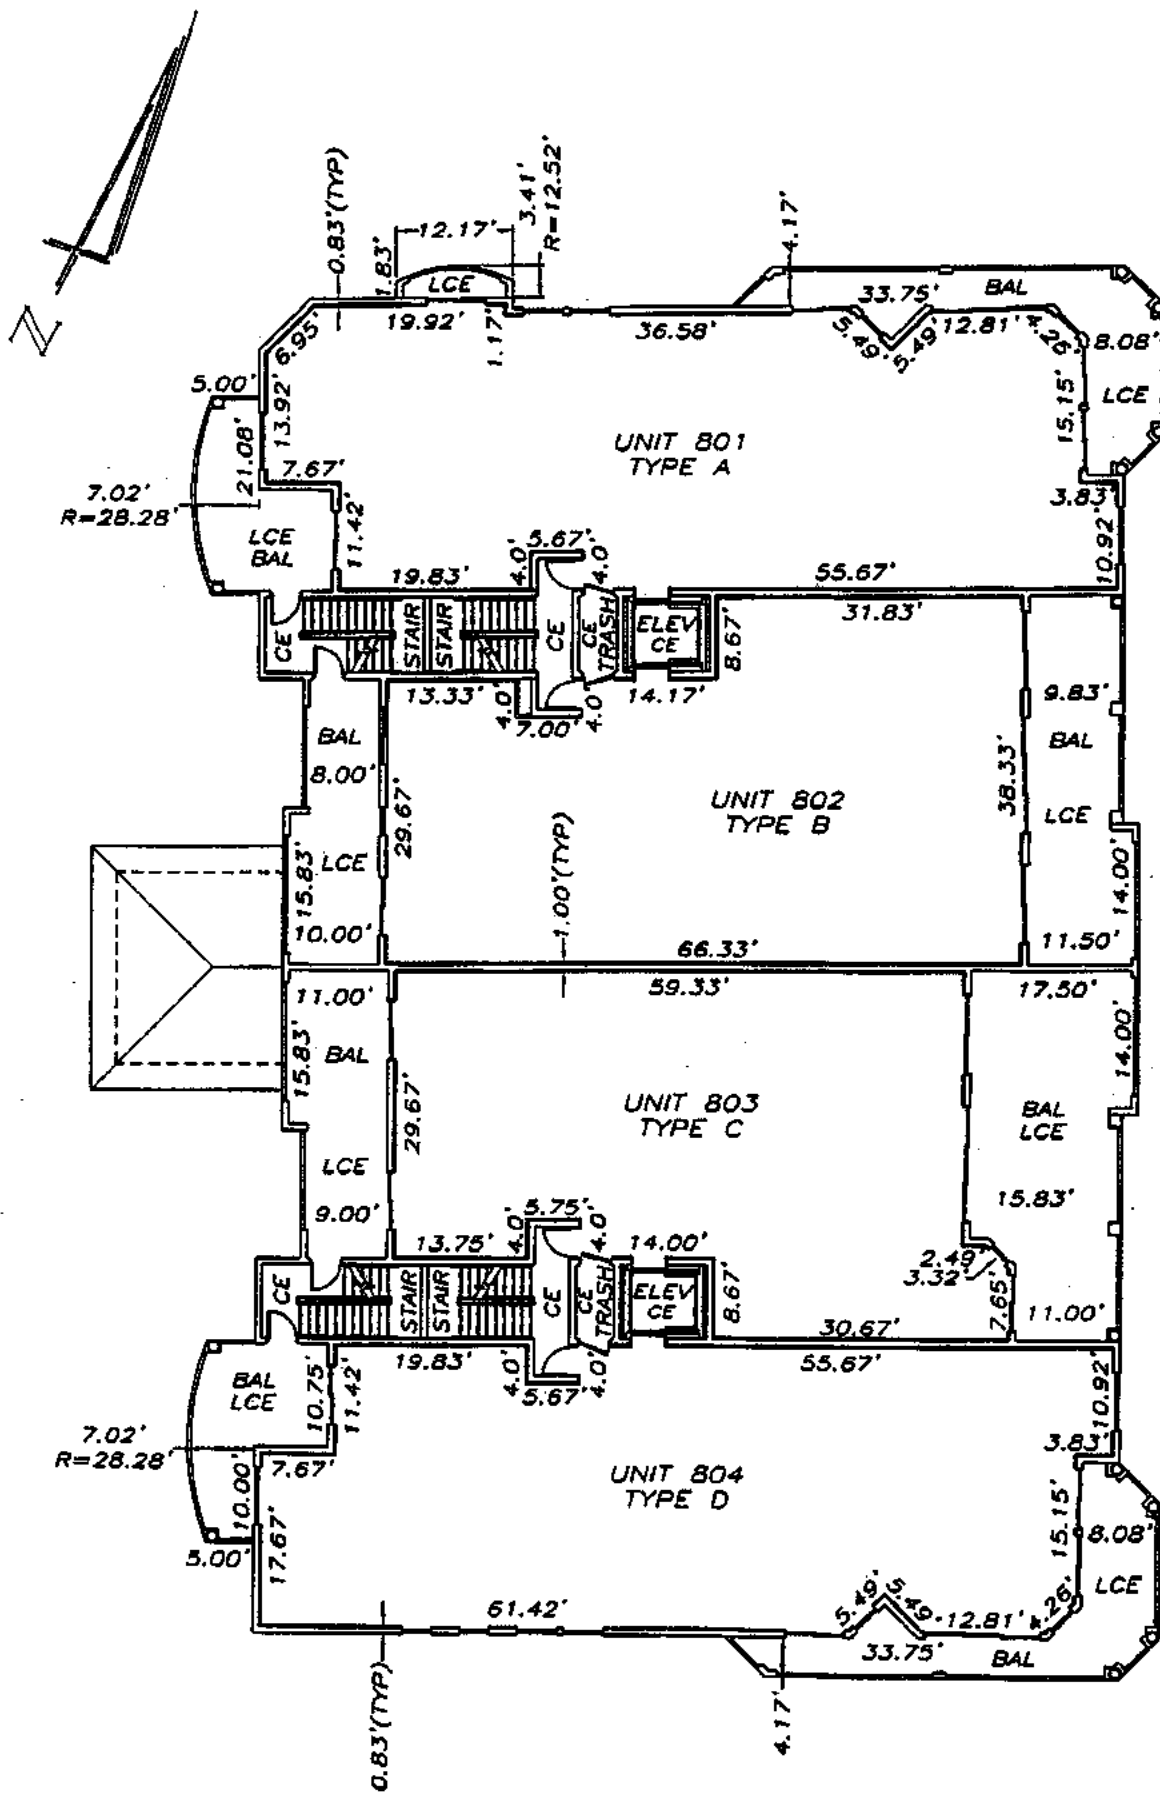 N
0.83'(TYP)
1.83'
12.17'
3.41'
R=12.52'
LCE
4.17'
BAL
33.75'
19.92'
1.17'
36.58'
5.49'
5.49'
12.81'
4.26'
8.08'
6.95'
5.00'
13.92'
21.08'
15.15'
LCE
UNIT 801
TYPE A
7.67'
3.83'
7.02'
R=28.28'
11.42'
10.92'
LCE
BAL
5.67'
4.0'
4.0'
19.83'
55.67'
31.83'
CE
STAIR
STAIR
CE
CE
TRASH
ELEV
CE
8.67'
13.33'
4.0'
7.00'
4.0'
14.17'
9.83'
BAL
BAL
8.00'
38.33'
UNIT 802
TYPE B
29.67'
LCE
LCE
15.83'
1.00'(TYP)
14.00'
10.00'
66.33'
11.50'
11.00'
59.33'
17.50'
15.83'
BAL
14.00'
29.67'
UNIT 803
TYPE C
BAL
LCE
LCE
15.83'
9.00'
5.75'
4.0'
4.0'
13.75'
14.00'
2.49'
3.32'
CE
STAIR
STAIR
CE
CE
TRASH
ELEV
CE
8.67'
7.65'
11.00'
30.67'
19.83'
4.0'
5.67'
4.0'
55.67'
BAL
LCE
10.75'
11.42'
10.92'
7.02'
R=28.28'
7.67'
3.83'
10.00'
UNIT 804
TYPE D
15.15'
8.08'
5.00'
17.67'
LCE
61.42'
5.49'
5.49'
12.81'
4.26'
33.75'
BAL
0.83'(TYP)
4.17'